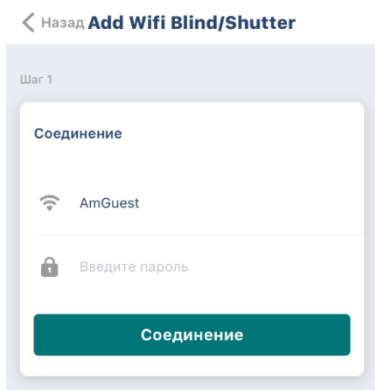 Назад Add Wifi Blind/Shutter
Шаг 1
Соединение
AmGuest
Введите пароль
Соединение